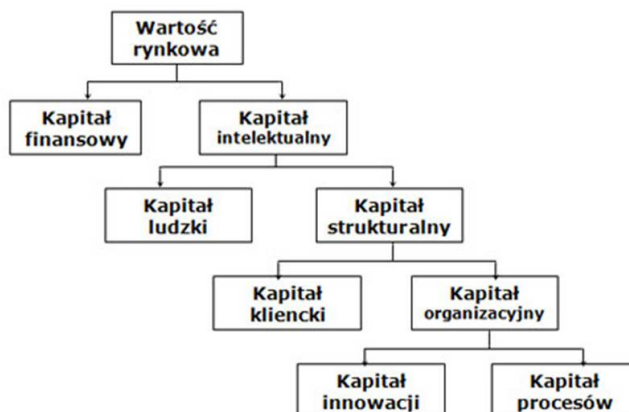 Wartość
rynkowa
Kapitał
finansowy
Kapitał
intelektualny
Kapitał
ludzki
Kapitał
strukturalny
Kapitał
kliencki
Kapitał
organizacyjny
Kapitał
innowacji
Kapitał
procesów